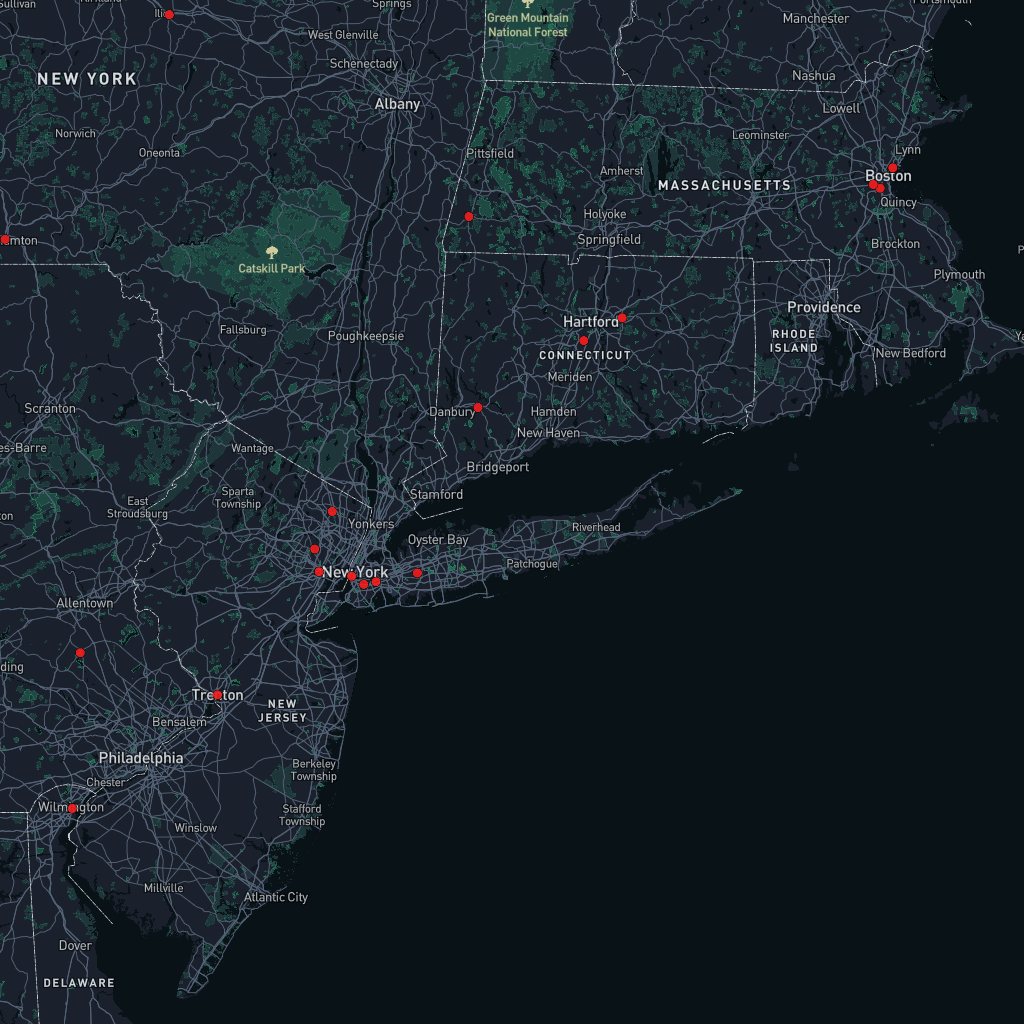 Sullivan
Springs
Portsmouth
Green Mountain
National Forest
Manchester
West Glenville
Schenectady
NEW YORK
Nashua
Albany
Lowell
Norwich
Leominster
Oneonta
Pittsfield
Lynn
Amherst
Boston
MASSACHUSETTS
Quincy
Holyoke
Springfield
Brockton
Catskill Park
Plymouth
Providence
Hartford
Fallsburg
Poughkeepsie
RHODE
ISLAND
CONNECTICUT
New Bedford
Meriden
Scranton
Danbury
Hamden
New Haven
es-Barre
Wantage
Bridgeport
Sparta
Township
Stamford
East
Stroudsburg
Yonkers
Riverhead
Oyster Bay
Patchogue
New York
Allentown
ding
Trenton
NEW
JERSEY
Bensalem
Philadelphia
Berkeley
Township
Chester
Wilmington
Stafford
Township
Winslow
Millville
Atlantic City
Dover
DELAWARE